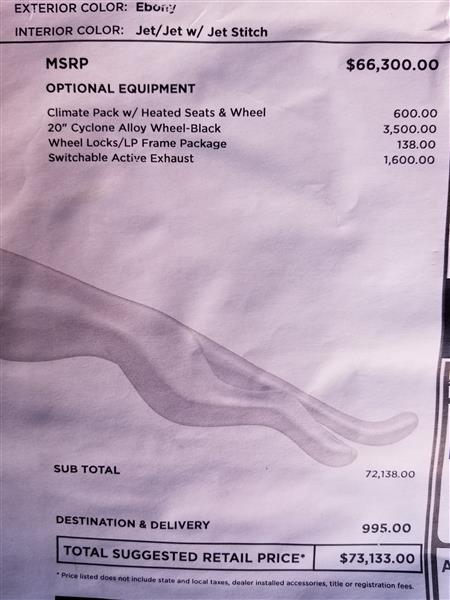 EXTERIOR COLOR: Ebony
INTERIOR COLOR: Jet/Jet w/ Jet Stitch
MSRP $66,300.00
OPTIONAL EQUIPMENT
Climate Pack w/ Heated Seats & Wheel 600.00
20" Cyclone Alloy Wheel-Black 3,500.00
Wheel Locks/LP Frame Package 138.00
Switchable Active Exhaust 1,600.00
SUB TOTAL 72,138.00
DESTINATION & DELIVERY 995.00
TOTAL SUGGESTED RETAIL PRICE* $73,133.00
* Price listed does not include state and local taxes, dealer installed accessories, title or registration fees.